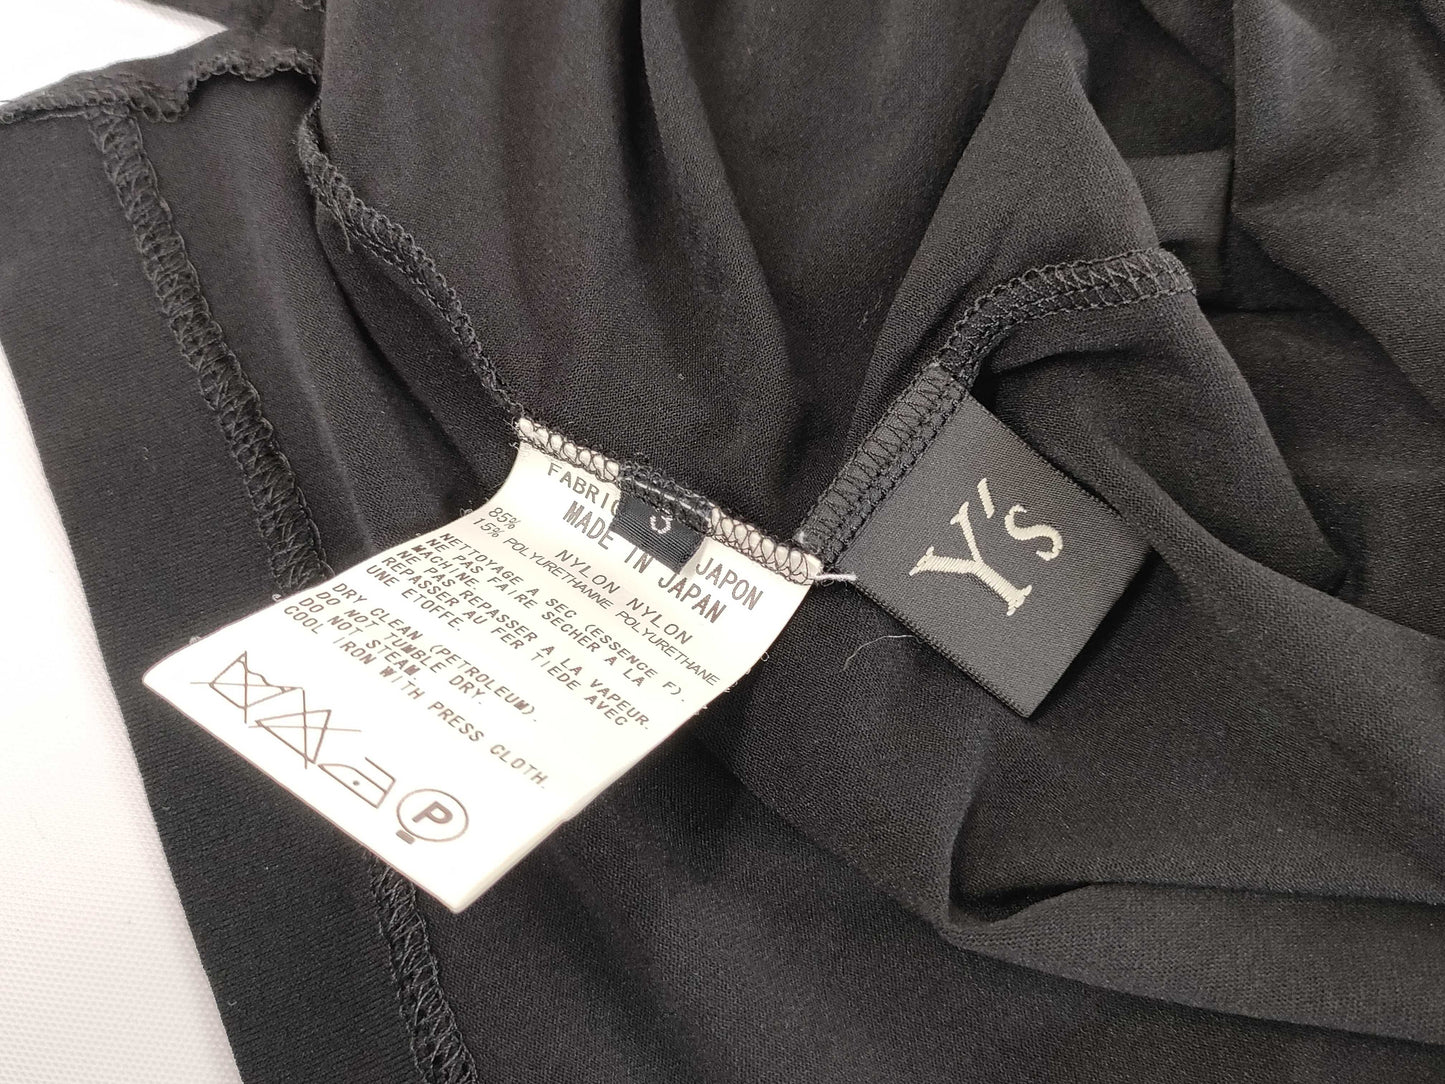 FABRIC
JAPON
MADE IN JAPAN
3
85% NYLON NYLON
15% POLYURETHANNE POLYURETHANE
NETTOYAGE A SEC (ESSENCE F).
NE PAS FAIRE SECHER A LA
MACHINE.
NE PAS REPASSER A LA VAPEUR.
REPASSER AU FER TIEDE AVEC
ETOFFE.
DRY CLEAN (PETROLEUM).
DO NOT TUMBLE DRY.
DO NOT STEAM.
COOL IRON WITH PRESS CLOTH.
P
Y's